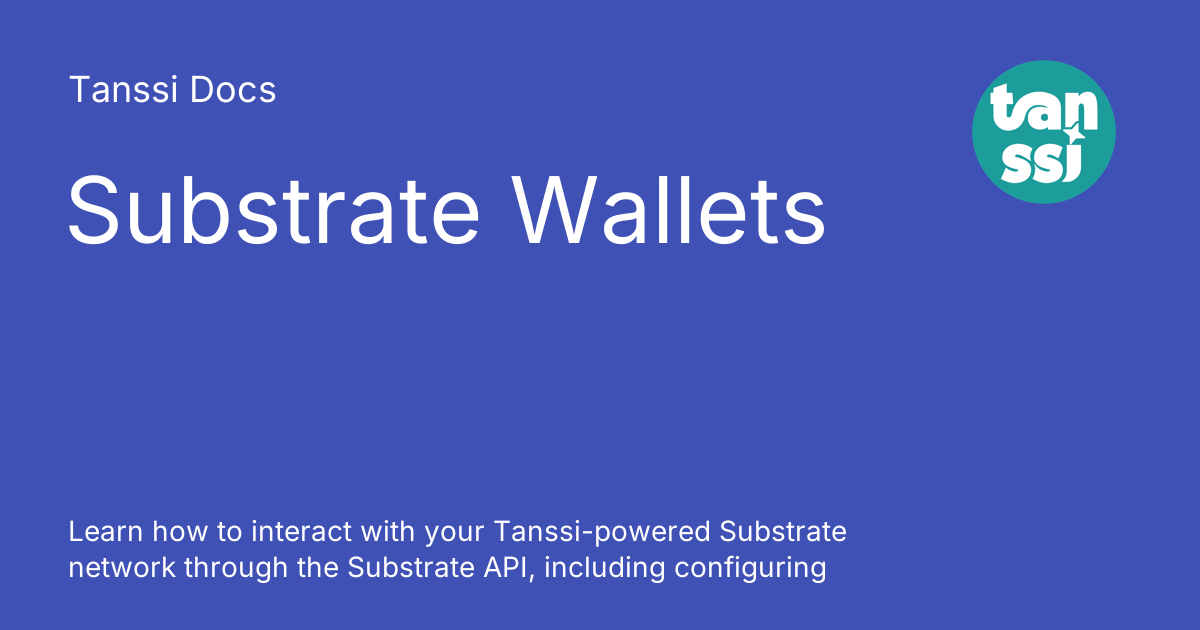 Tanssi Docs
tan
ssi
Substrate Wallets
Learn how to interact with your Tanssi-powered Substrate
network through the Substrate API, including configuring